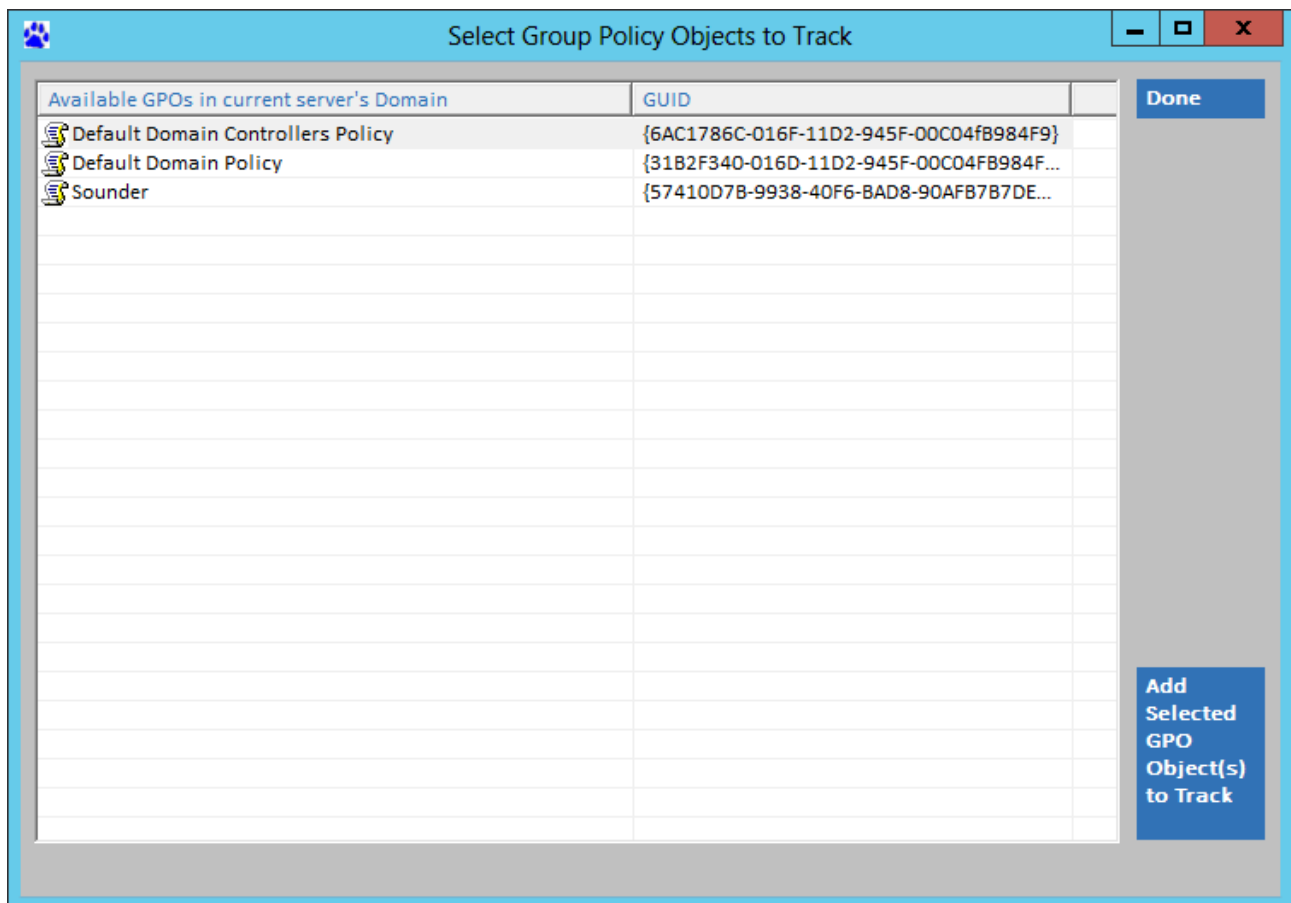 Select Group Policy Objects to Track
x
Available GPOs in current server's Domain GUID
Done
Default Domain Controllers Policy {6AC1786C-016F-11D2-945F-00C04fB984F9}
Default Domain Policy {31B2F340-016D-11D2-945F-00C04FB984F...
Sounder {57410D7B-9938-40F6-BAD8-90AFB7B7DE...
Add
Selected
GPO
Object(s)
to Track